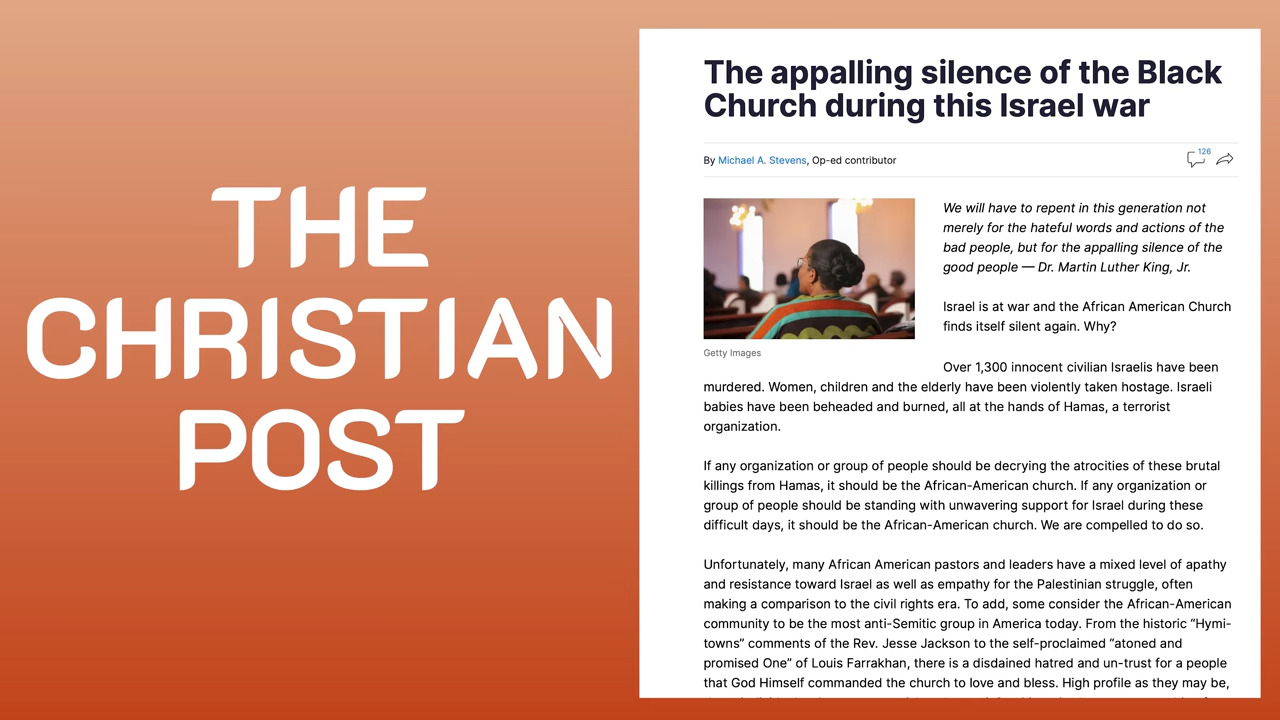 THE
CHRISTIAN
POST
The appalling silence of the Black
Church during this Israel war
By Michael A. Stevens, Op-ed contributor
126
We will have to repent in this generation not
merely for the hateful words and actions of the
bad people, but for the appalling silence of the
good people — Dr. Martin Luther King, Jr.
Israel is at war and the African American Church
finds itself silent again. Why?
Getty Images
Over 1,300 innocent civilian Israelis have been
murdered. Women, children and the elderly have been violently taken hostage. Israeli
babies have been beheaded and burned, all at the hands of Hamas, a terrorist
organization.
If any organization or group of people should be decrying the atrocities of these brutal
killings from Hamas, it should be the African-American church. If any organization or
group of people should be standing with unwavering support for Israel during these
difficult days, it should be the African-American church. We are compelled to do so.
Unfortunately, many African American pastors and leaders have a mixed level of apathy
and resistance toward Israel as well as empathy for the Palestinian struggle, often
making a comparison to the civil rights era. To add, some consider the African-American
community to be the most anti-Semitic group in America today. From the historic “Hymi-
towns” comments of the Rev. Jesse Jackson to the self-proclaimed “atoned and
promised One” of Louis Farrakhan, there is a disdained hatred and un-trust for a people
that God Himself commanded the church to love and bless. High profile as they may be,